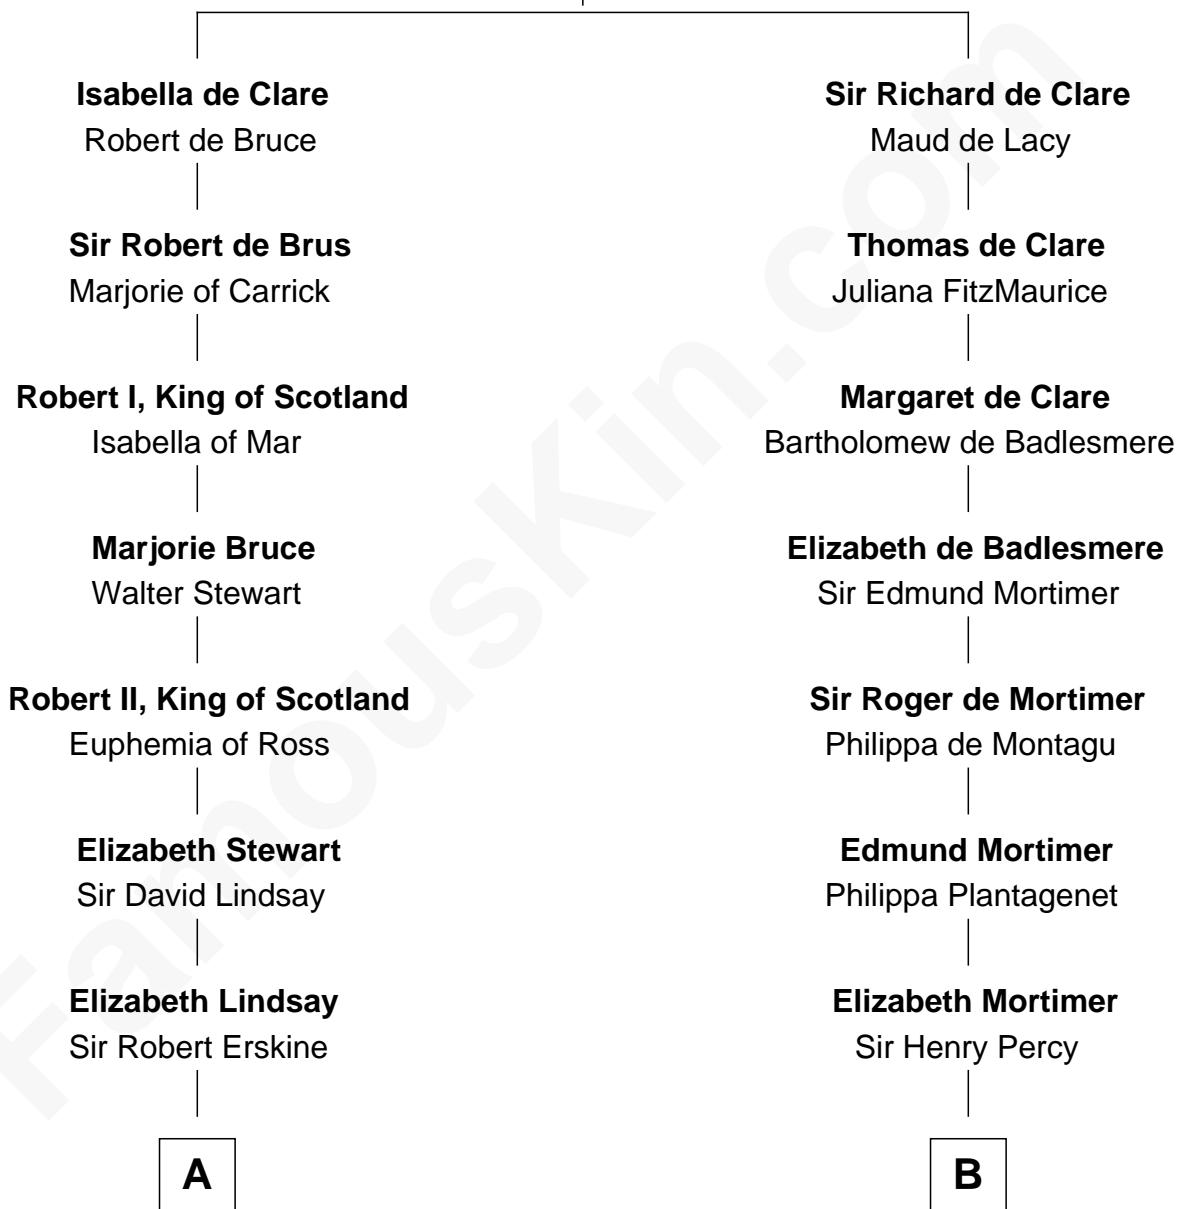 Isabella de Clare
Robert de Bruce
Sir Robert de Brus
Marjorie of Carrick
Robert I, King of Scotland
Isabella of Mar
Marjorie Bruce
Walter Stewart
Robert II, King of Scotland
Euphemia of Ross
Elizabeth Stewart
Sir David Lindsay
Elizabeth Lindsay
Sir Robert Erskine
A
Sir Richard de Clare
Maud de Lacy
Thomas de Clare
Juliana FitzMaurice
Margaret de Clare
Bartholomew de Badlesmere
Elizabeth de Badlesmere
Sir Edmund Mortimer
Sir Roger de Mortimer
Philippa de Montagu
Edmund Mortimer
Philippa Plantagenet
Elizabeth Mortimer
Sir Henry Percy
B
FamousKin.com